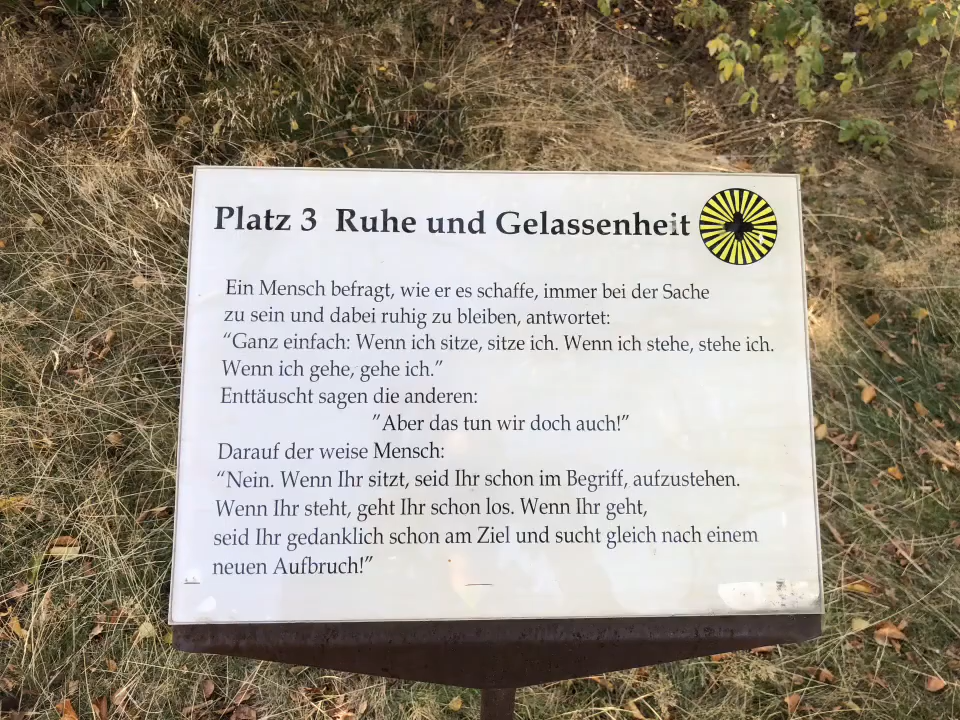 Platz 3 Ruhe und Gelassenheit
Ein Mensch befragt, wie er es schaffe, immer bei der Sache
zu sein und dabei ruhig zu bleiben, antwortet:
“Ganz einfach: Wenn ich sitze, sitze ich. Wenn ich stehe, stehe ich.
Wenn ich gehe, gehe ich.”
Enttäuscht sagen die anderen:
”Aber das tun wir doch auch!”
Darauf der weise Mensch:
“Nein. Wenn Ihr sitzt, seid Ihr schon im Begriff, aufzustehen.
Wenn Ihr steht, geht Ihr schon los. Wenn Ihr geht,
seid Ihr gedanklich schon am Ziel und sucht gleich nach einem
neuen Aufbruch!”